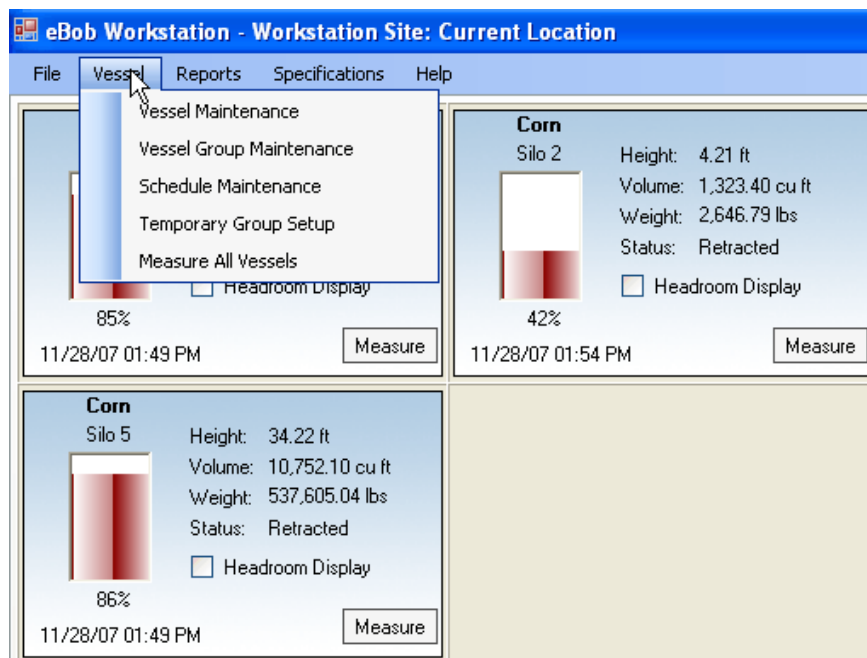 eBob Workstation - Workstation Site: Current Location
File Vessel Reports Specifications Help
Vessel Maintenance
Vessel Group Maintenance
Schedule Maintenance
Temporary Group Setup
Measure All Vessels
Headroom Display
85%
11/28/07 01:49 PM
Measure
Corn
Silo 2
Height: 4.21 ft
Volume: 1,323.40 cu ft
Weight: 2,646.79 lbs
Status: Retracted
Headroom Display
42%
11/28/07 01:54 PM
Measure
Corn
Silo 5
Height: 34.22 ft
Volume: 10,752.10 cu ft
Weight: 537,605.04 lbs
Status: Retracted
Headroom Display
86%
11/28/07 01:49 PM
Measure